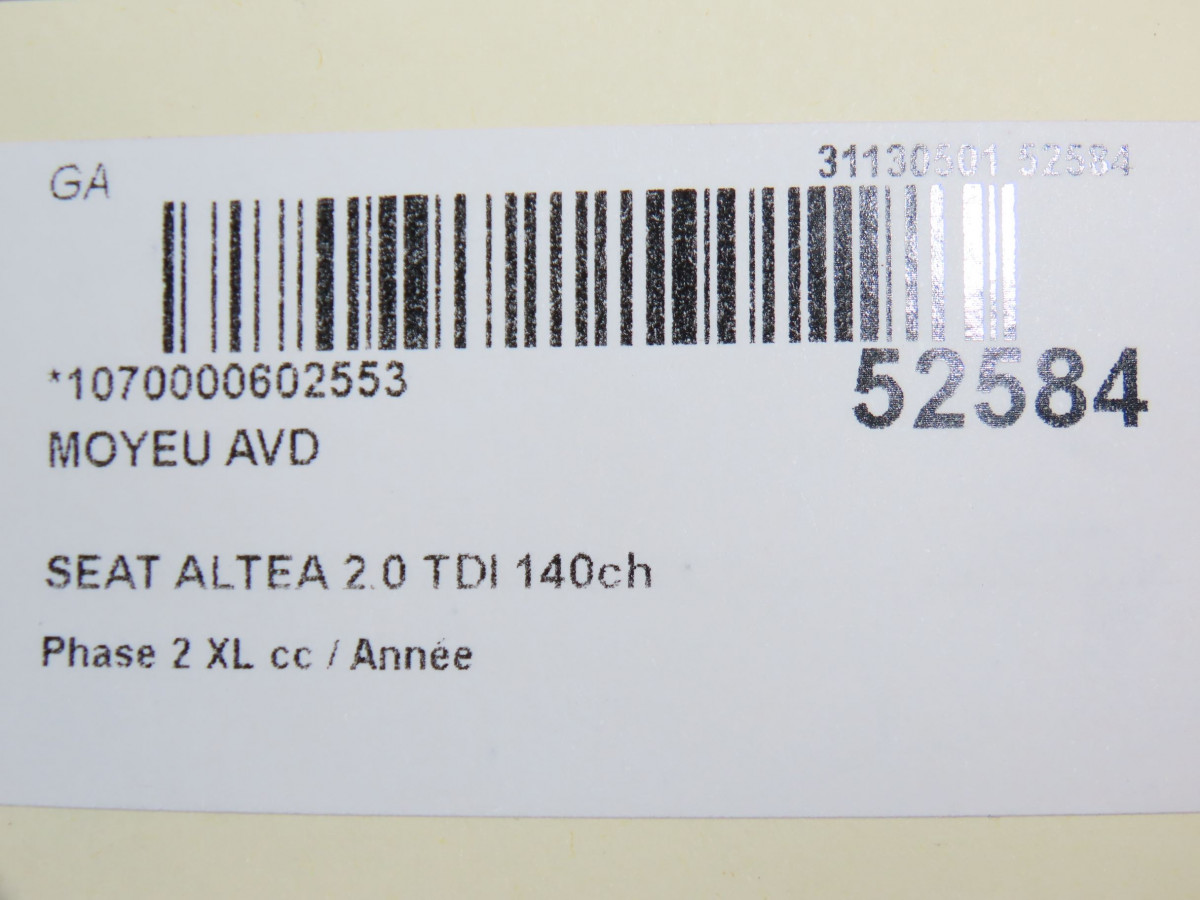 GA
31130501 52584
*1070000602553
52584
MOYEU AVD
SEAT ALTEA 2.0 TDI 140ch
Phase 2 XL cc / Année